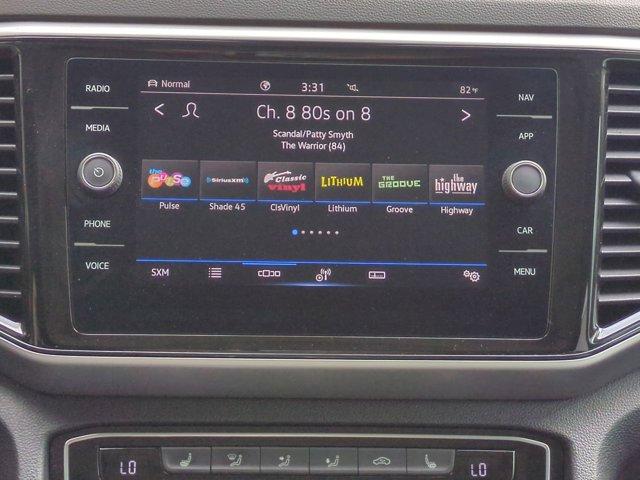 RADIO
MEDIA
PHONE
VOICE
Normal
3:31
82°F
Ch. 8 80s on 8
Scandal/Patty Smyth
The Warrior (84)
the Pulse
SiriusXM
Classic Vinyl
LITHIUM
THE GROOVE
the highway
Pulse
Shade 45
ClsVinyl
Lithium
Groove
Highway
SXM
NAV
APP
CAR
MENU
LO
LO